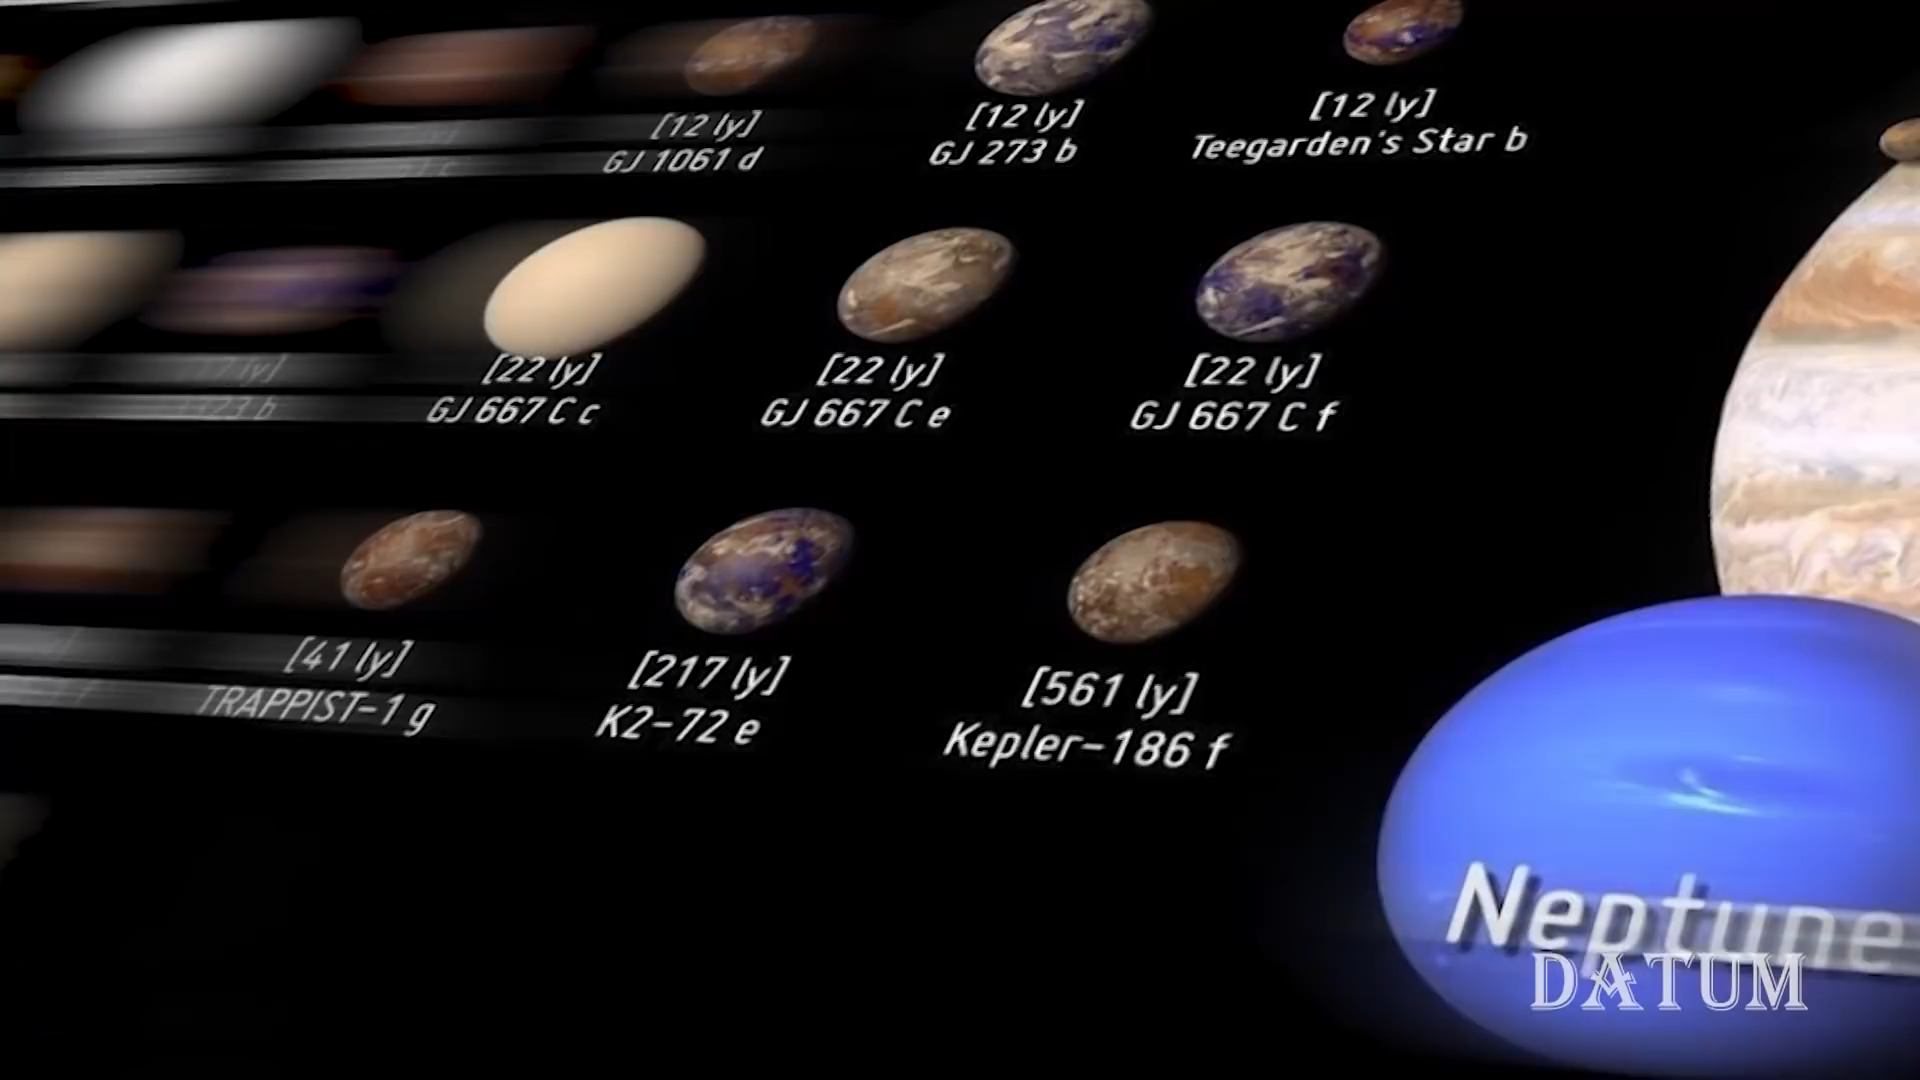 [12 ly]
GJ 1061 d
[12 ly]
GJ 273 b
[12 ly]
Teegarden's Star b
[22 ly]
GJ 667 C c
[22 ly]
GJ 667 C e
[22 ly]
GJ 667 C f
[41 ly]
TRAPPIST-1 g
[217 ly]
K2-72 e
[561 ly]
Kepler-186 f
Neptune
DATUM